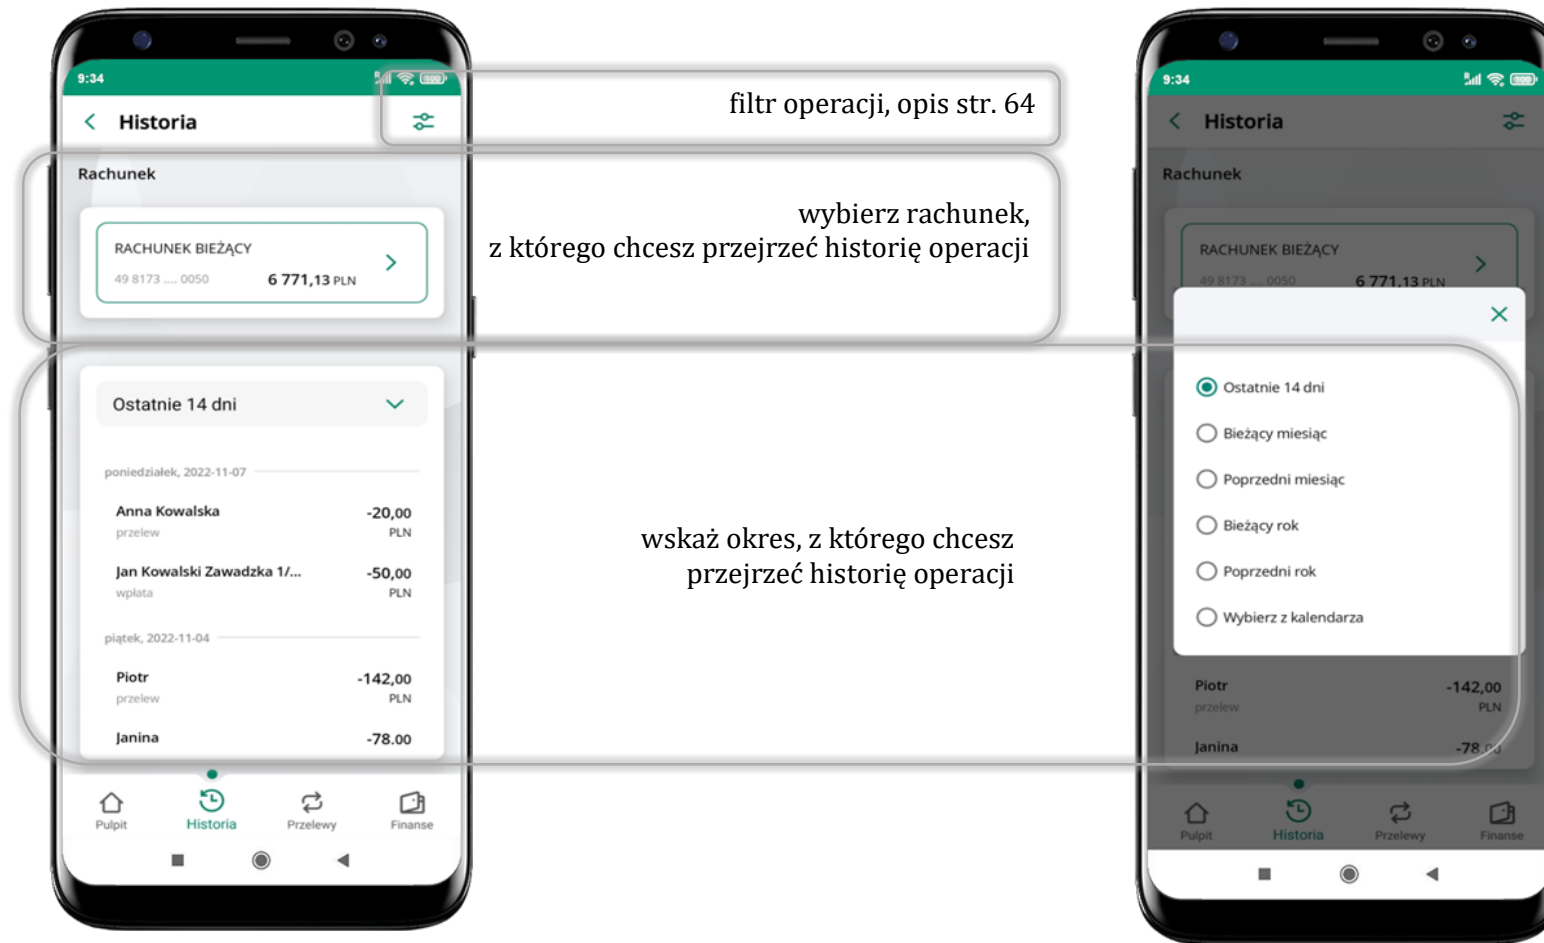 9:34
Historia
Rachunek
RACHUNEK BIEŻĄCY
49 8173 .... 0050 6 771,13 PLN
Ostatnie 14 dni
poniedziałek, 2022-11-07
Anna Kowalska -20,00
przelew PLN
Jan Kowalski Zawadzka 1/... -50,00
wpłata PLN
piątek, 2022-11-04
Piotr -142,00
przelew PLN
Janina -78.00
Pulpit Historia Przelewy Finanse
filtr operacji, opis str. 64
wybierz rachunek,
z którego chcesz przejrzeć historię operacji
wskaż okres, z którego chcesz
przejrzeć historię operacji
9:34
100
Historia
Rachunek
RACHUNEK BIEŻĄCY
49 8173 .... 0050 6 771,13 PLN
Ostatnie 14 dni
Bieżący miesiąc
Poprzedni miesiąc
Bieżący rok
Poprzedni rok
Wybierz z kalendarza
Piotr -142,00
przelew PLN
Janina -78.00
Pulpit Historia Przelewy Finanse